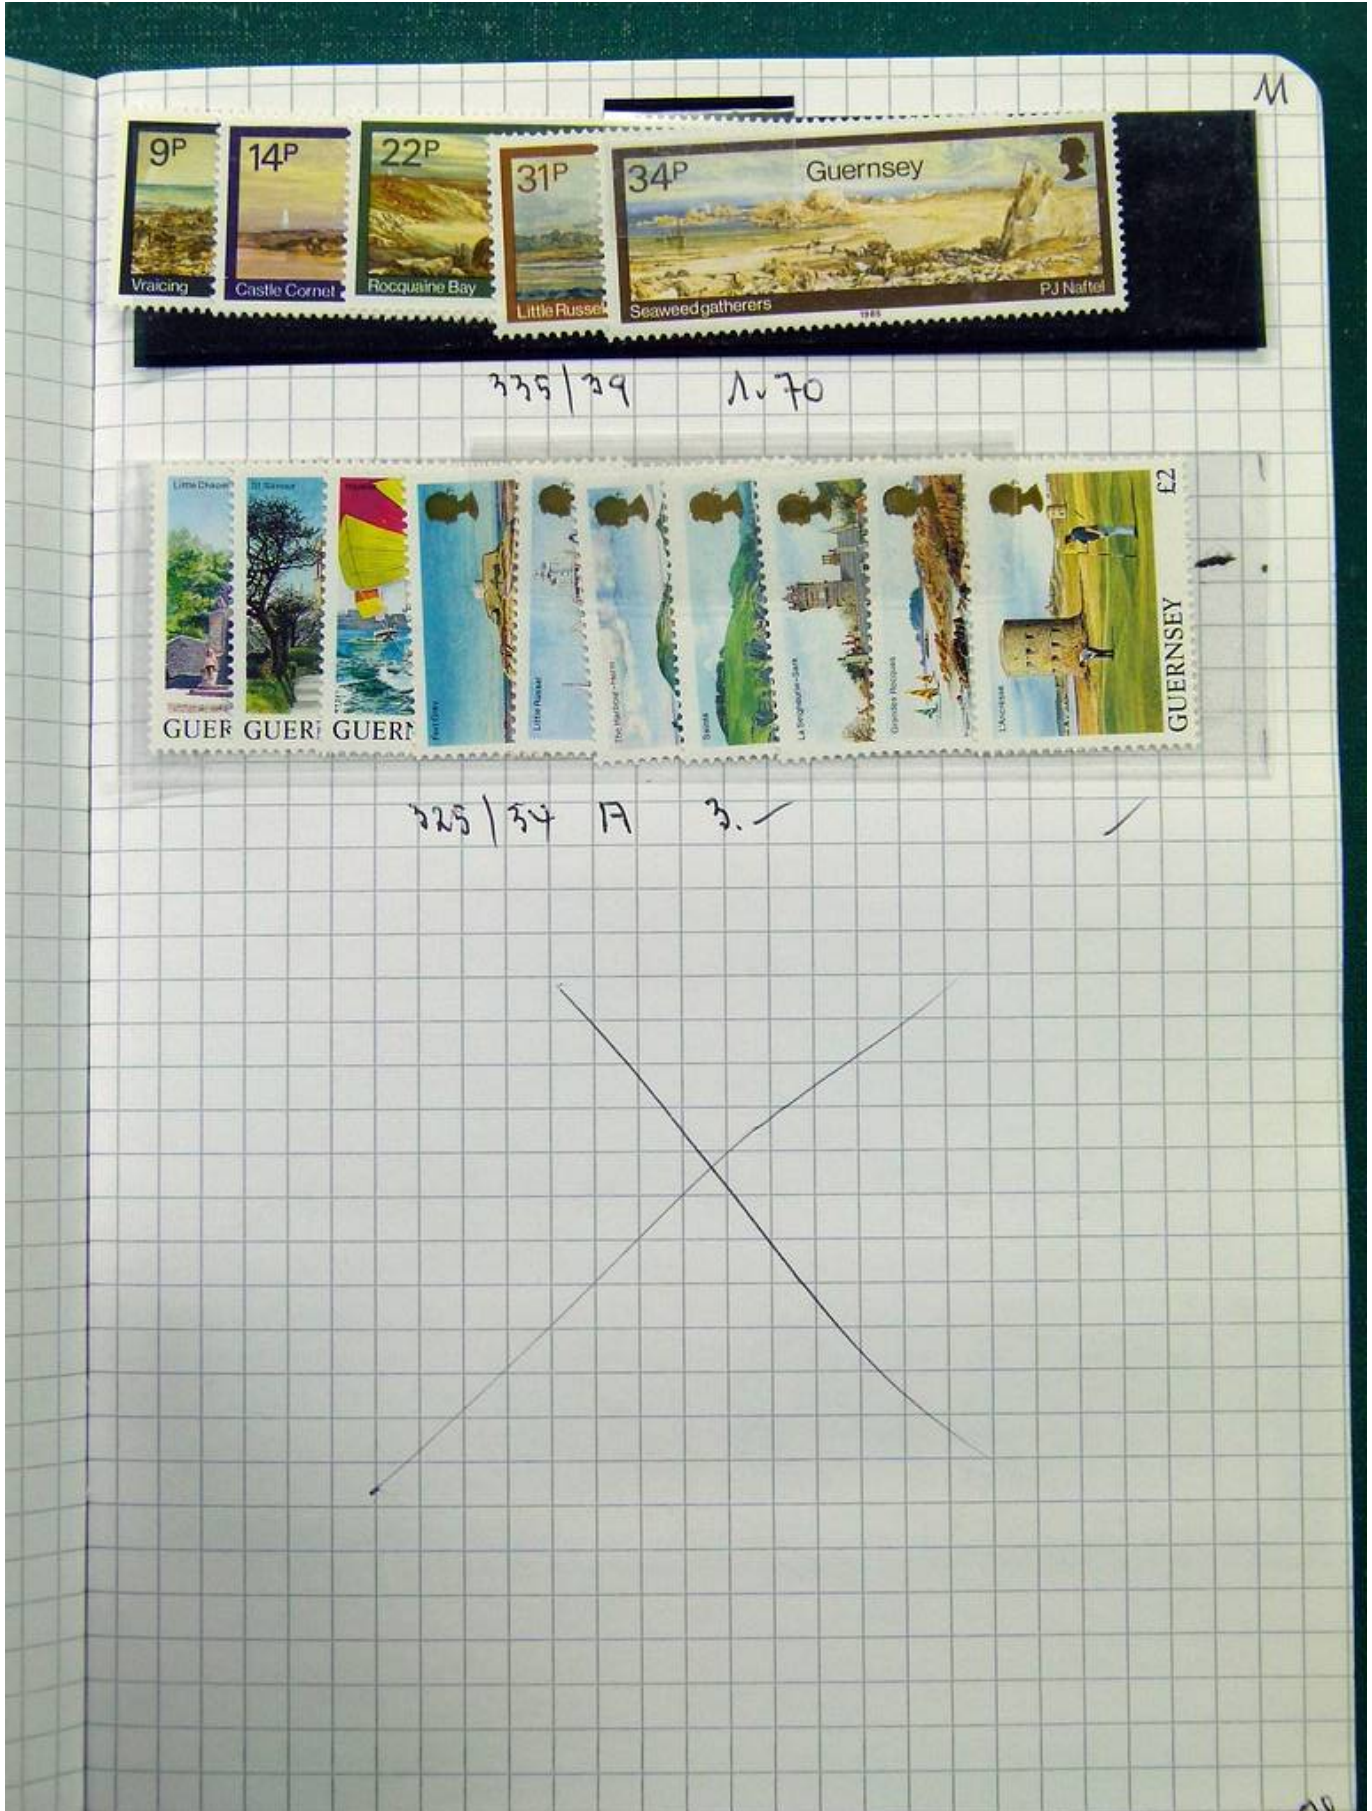 M
9P 14P 22P 31P 34P Guernsey
Vraicing Castle Cornet Rocquaine Bay Little Russel Seaweed gatherers 1985 PJ Naftel
335/39 1.70
Little Chapel St Saviour Fort Grey Little Russel The Harbour - Herm Saints La Seigneurie - Sark Grandes Rocques L'Ancresse £2
GUER GUER GUERN GUERNSEY
325/34 A 3.-